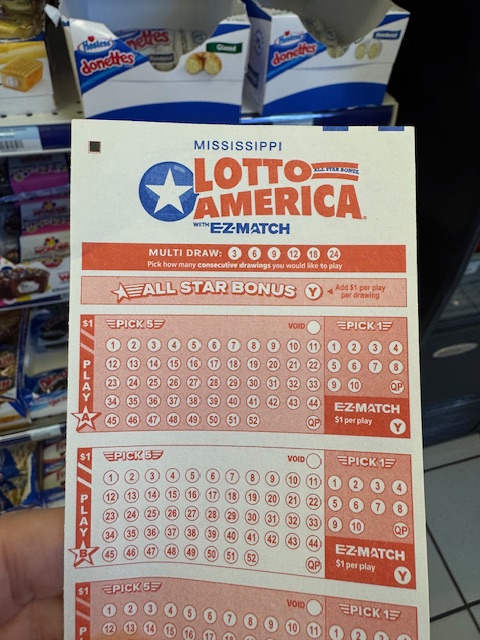 Hostess
donettes
Glazed
Hostess
donettes
Powdered
MISSISSIPPI
LOTTO
ALL STAR BONUS
AMERICA
WITH EZ-MATCH
MULTI DRAW: 3 6 9 12 18 24
Pick how many consecutive drawings you would like to play
ALL STAR BONUS Y Add $1 per play
per drawing
$1 PICK 5 VOID PICK 1
PLAY A
1 2 3 4 5 6 7 8 9 10 11 1 2 3 4
12 13 14 15 16 17 18 19 20 21 22 5 6 7 8
23 24 25 26 27 28 29 30 31 32 33 9 10 QP
34 35 36 37 38 39 40 41 42 43 44 EZ-MATCH
45 46 47 48 49 50 51 52 QP $1 per play Y
$1 PICK 5 VOID PICK 1
PLAY B
1 2 3 4 5 6 7 8 9 10 11 1 2 3 4
12 13 14 15 16 17 18 19 20 21 22 5 6 7 8
23 24 25 26 27 28 29 30 31 32 33 9 10 QP
34 35 36 37 38 39 40 41 42 43 44 EZ-MATCH
45 46 47 48 49 50 51 52 QP $1 per play Y
$1 PICK 5 VOID PICK 1
1 2 3 4 5 6 7 8 9 10 11 1 2 3 4
12 13 14 15 16 17 18 19 20 21 22 5 6 7 8